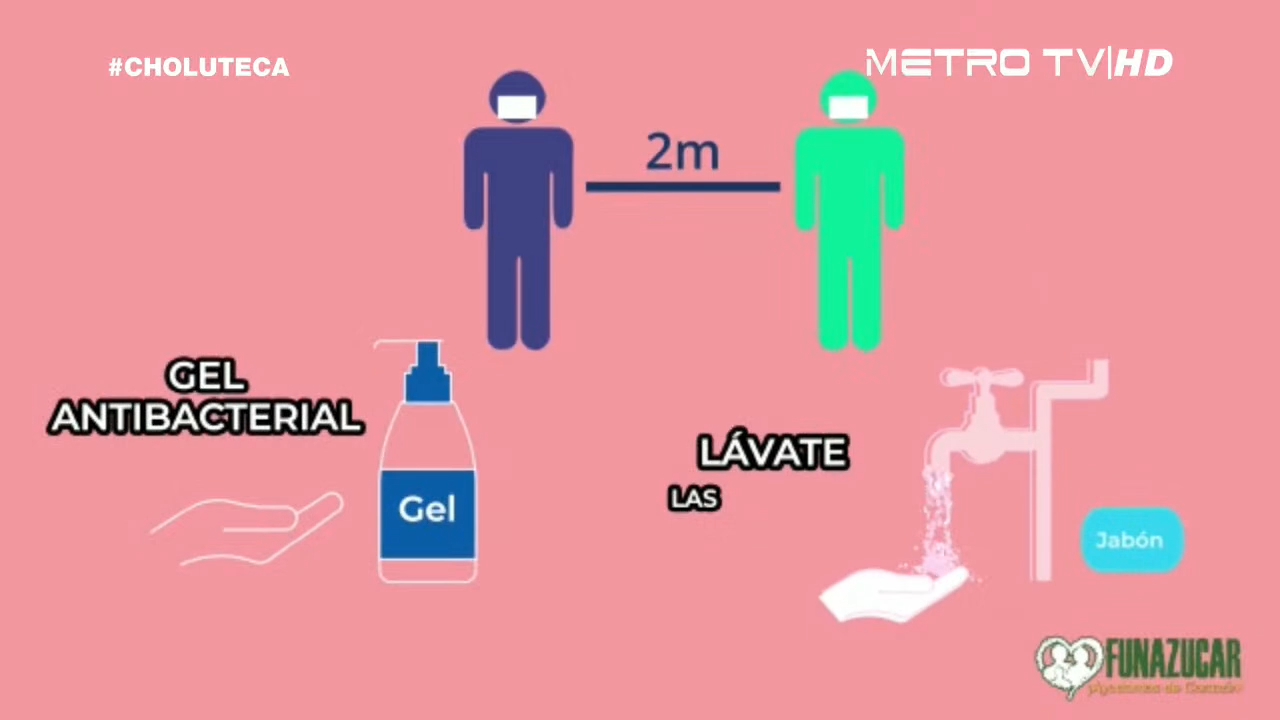 #CHOLUTECA
METRO TV|HD
2m
GEL
ANTIBACTERIAL
Gel
LÁVATE
LAS
Jabón
FUNAZUCAR